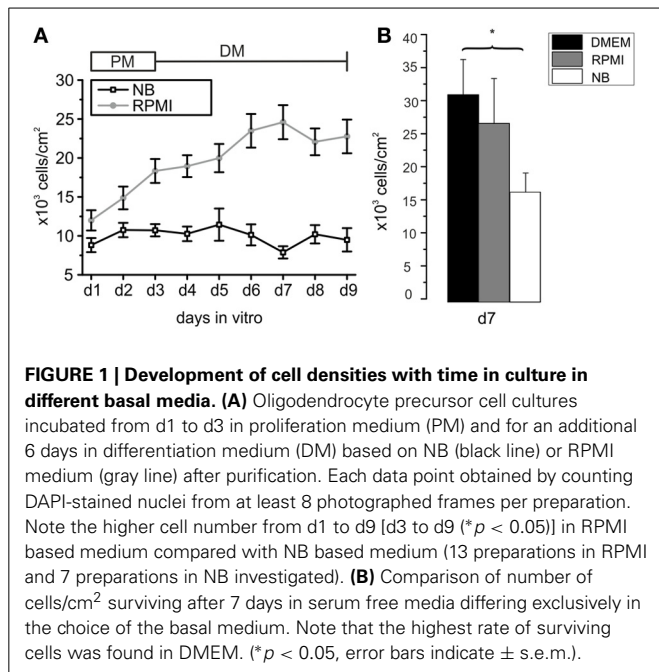 A
PM
DM
NB
RPMI
x10³ cells/cm²
30
25
20
15
10
5
d1 d2 d3 d4 d5 d6 d7 d8 d9
days in vitro
B
*
DMEM
RPMI
NB
x10³ cells/cm²
40
35
30
25
20
15
10
5
0
d7
FIGURE 1 | Development of cell densities with time in culture in
different basal media. (A) Oligodendrocyte precursor cell cultures
incubated from d1 to d3 in proliferation medium (PM) and for an additional
6 days in differentiation medium (DM) based on NB (black line) or RPMI
medium (gray line) after purification. Each data point obtained by counting
DAPI-stained nuclei from at least 8 photographed frames per preparation.
Note the higher cell number from d1 to d9 [d3 to d9 (*p < 0.05)] in RPMI
based medium compared with NB based medium (13 preparations in RPMI
and 7 preparations in NB investigated). (B) Comparison of number of
cells/cm² surviving after 7 days in serum free media differing exclusively in
the choice of the basal medium. Note that the highest rate of surviving
cells was found in DMEM. (*p < 0.05, error bars indicate ± s.e.m.).